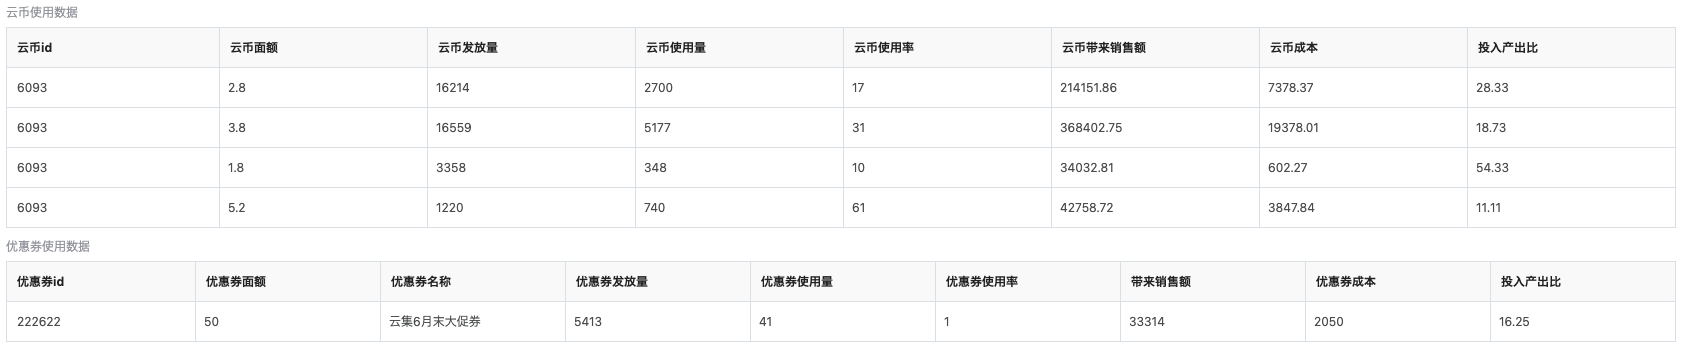 云币使用数据
云币id 云币面额 云币发放量 云币使用量 云币使用率 云币带来销售额 云币成本 投入产出比
6093 2.8 16214 2700 17 214151.86 7378.37 28.33
6093 3.8 16559 5177 31 368402.75 19378.01 18.73
6093 1.8 3358 348 10 34032.81 602.27 54.33
6093 5.2 1220 740 61 42758.72 3847.84 11.11
优惠券使用数据
优惠券id 优惠券面额 优惠券名称 优惠券发放量 优惠券使用量 优惠券使用率 带来销售额 优惠券成本 投入产出比
222622 50 云集6月末大促券 5413 41 1 33314 2050 16.25